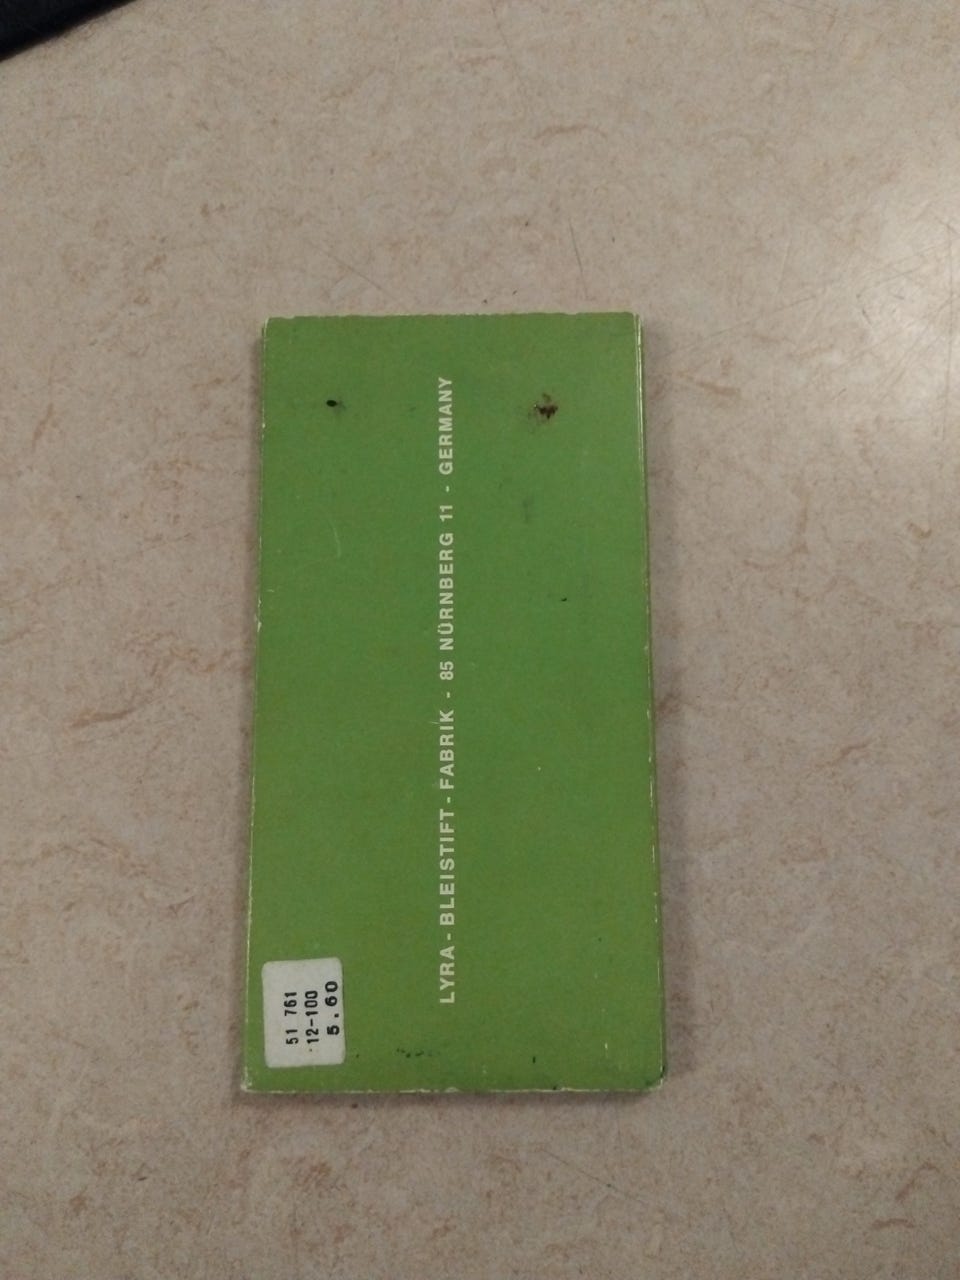 LYRA-BLEISTIFT-FABRIK - 85 NÜRNBERG 11 - GERMANY
51 761
12-100
5.60